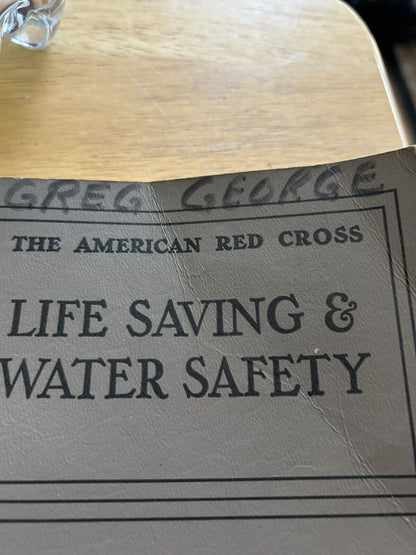 GREG GEORGE
THE AMERICAN RED CROSS
LIFE SAVING &
WATER SAFETY